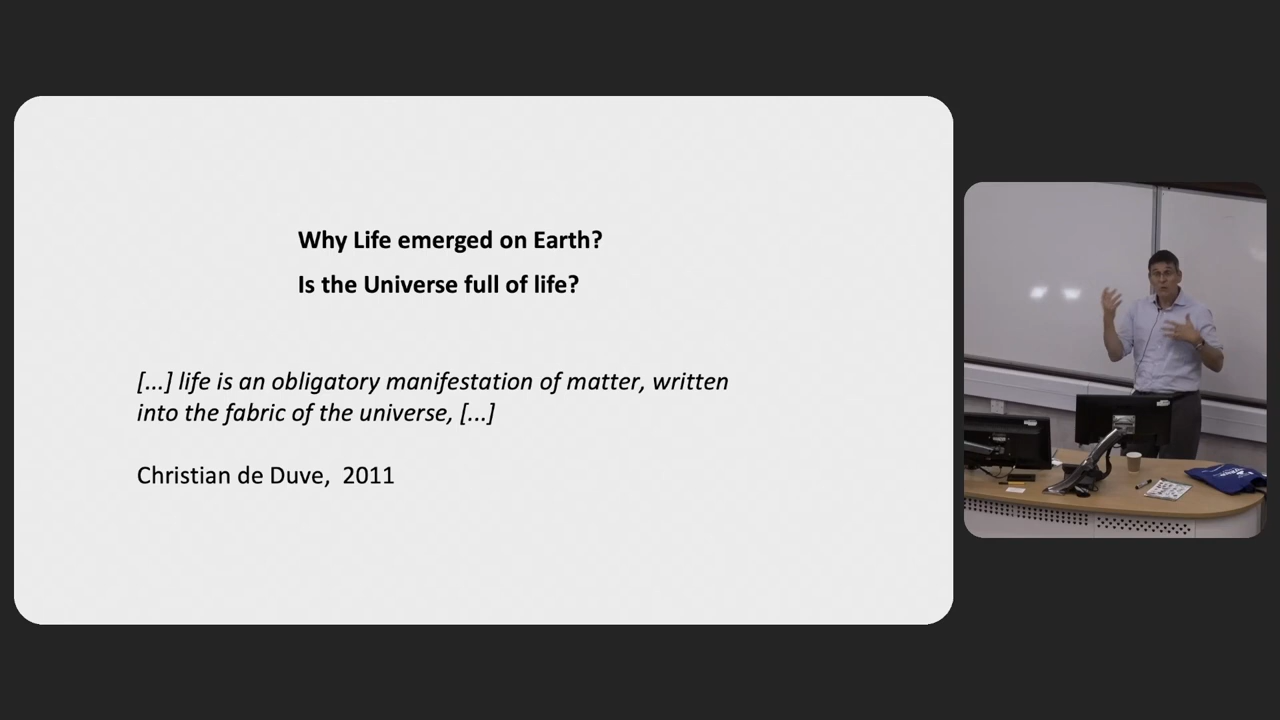 Why Life emerged on Earth?
Is the Universe full of life?
[...] life is an obligatory manifestation of matter, written
into the fabric of the universe, [...]
Christian de Duve, 2011